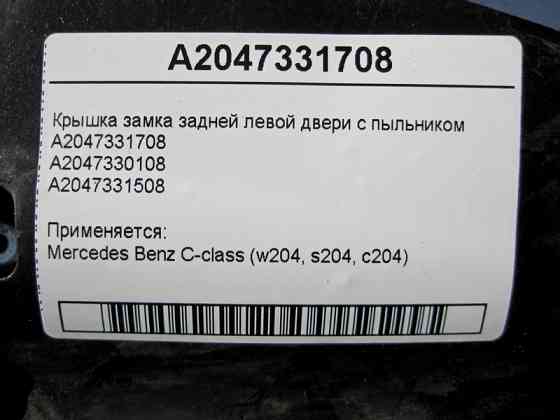 A2047331708
Крышка замка задней левой двери с пыльником
A2047331708
A2047330108
A2047331508
Применяется:
Mercedes Benz C-class (w204, s204, c204)